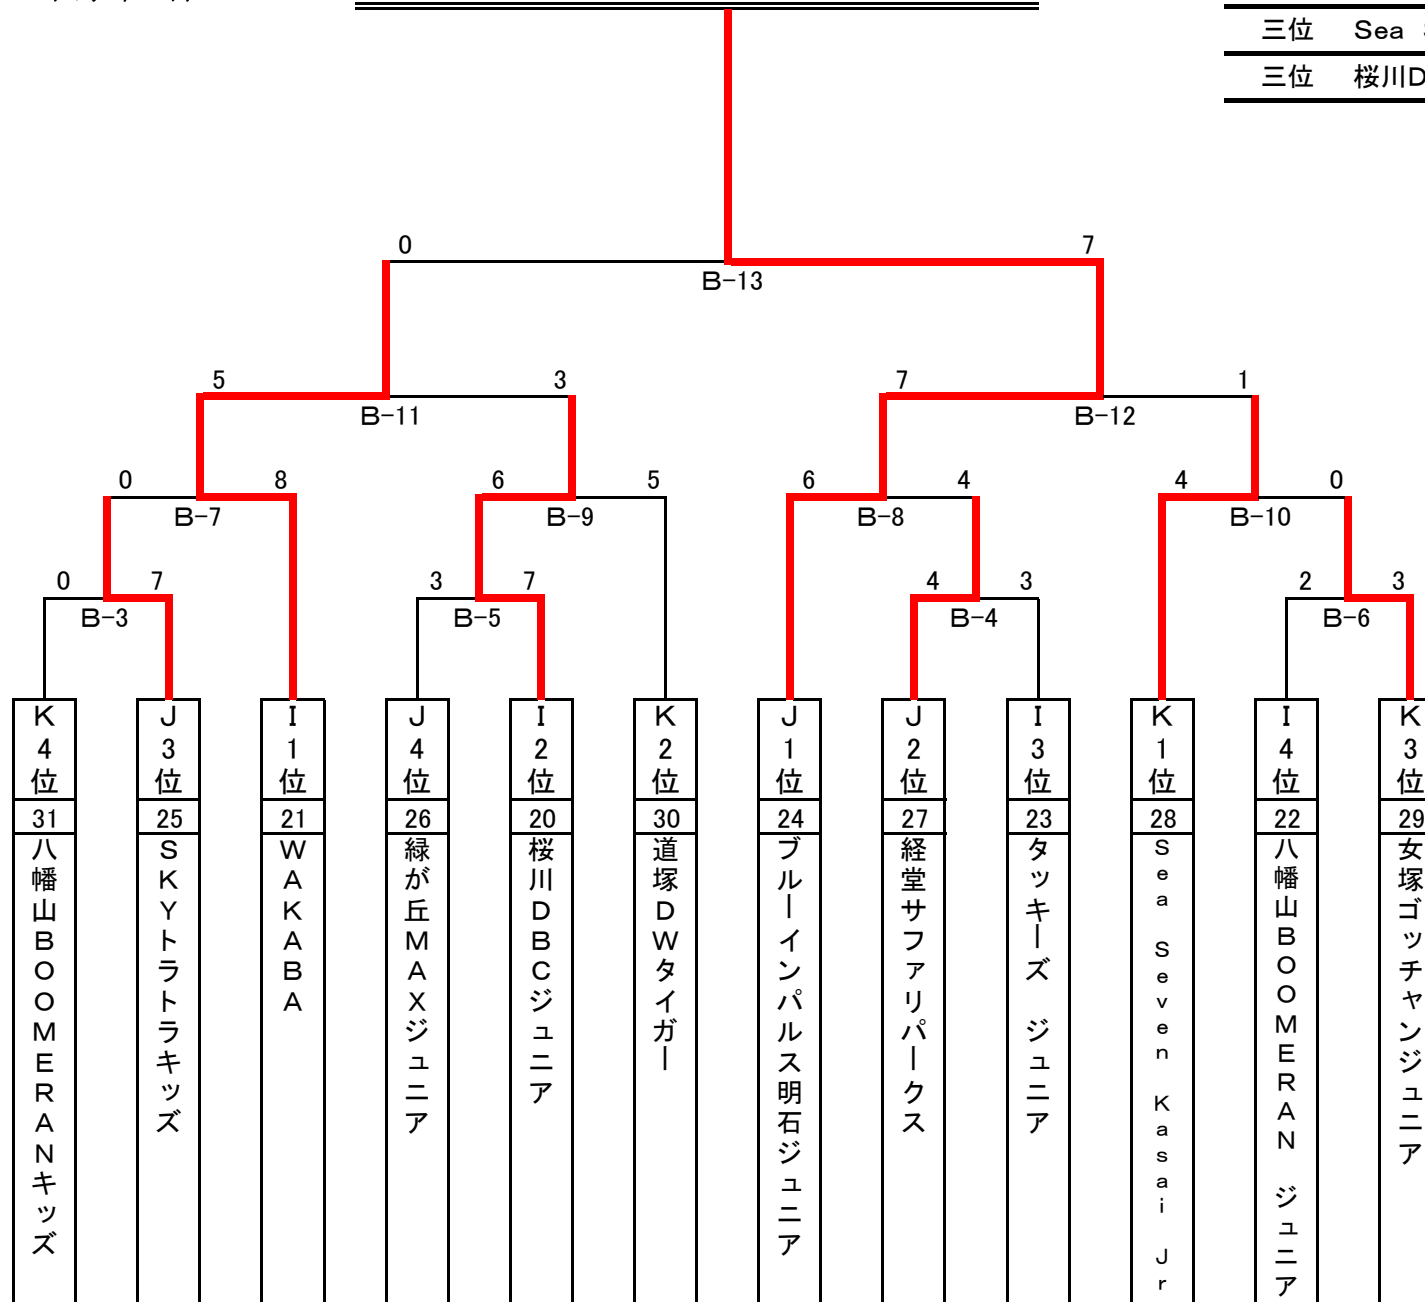 三位 Sea
三位 桜川D
0 7
B-13
5 3 7 1
B-11 B-12
0 8 6 5 6 4 4 0
B-7 B-9 B-8 B-10
0 7 3 7 4 3 2 3
B-3 B-5 B-4 B-6
K4位 J3位 I1位 J4位 I2位 K2位 J1位 J2位 I3位 K1位 I4位 K3位
31 25 21 26 20 30 24 27 23 28 22 29
八幡山BOOMERANキッズ
SKYトラトラキッズ
WAKABA
緑が丘MAXジュニア
桜川DBCジュニア
道塚DWタイガー
ブルーインパルス明石ジュニア
経堂サファリパークス
タッキーズ ジュニア
Sea Seven Kasai Jr
八幡山BOOMERAN ジュニア
女塚ゴッチャンジュニア